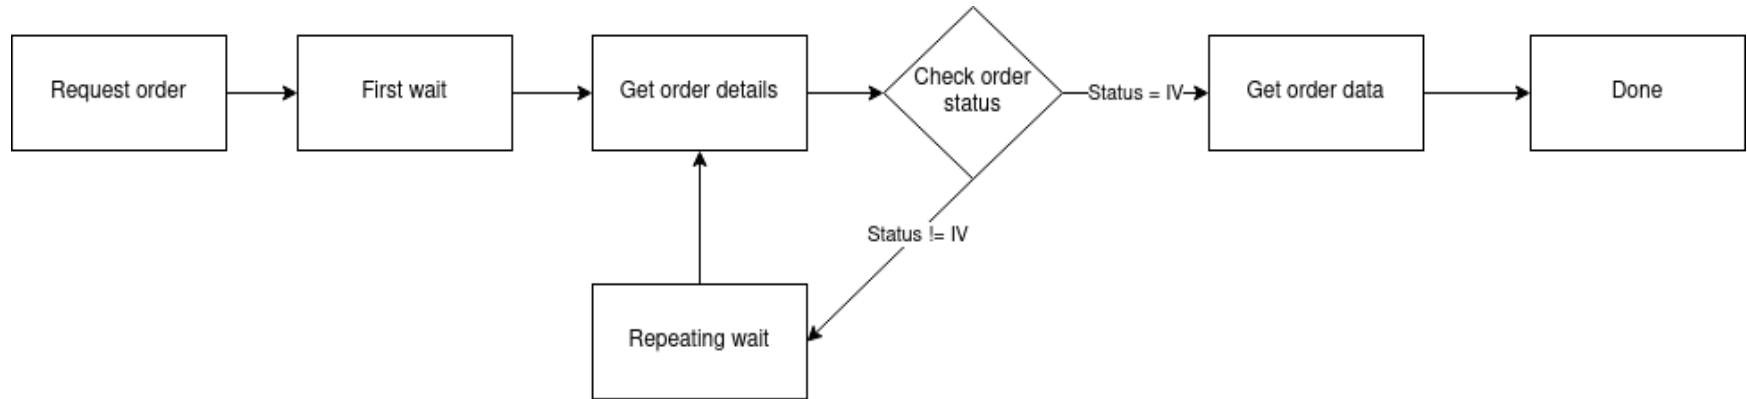 Request order
First wait
Get order details
Check order
status
Status = IV
Get order data
Done
Status != IV
Repeating wait